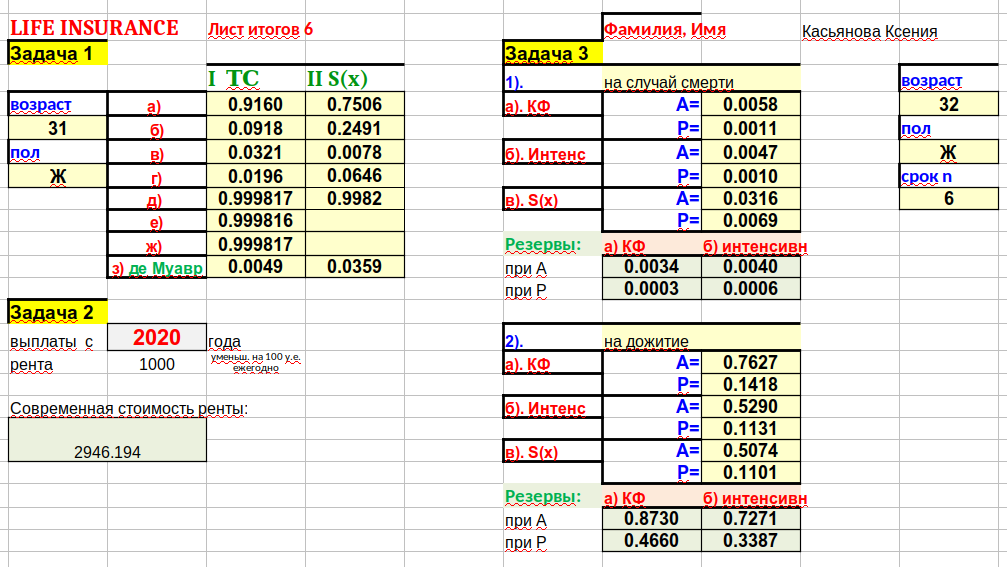 LIFE INSURANCE Лист итогов 6
Задача 1
I ТС II S(x)
возраст а) 0.9160 0.7506
31 б) 0.0918 0.2491
пол в) 0.0321 0.0078
Ж г) 0.0196 0.0646
д) 0.999817 0.9982
е) 0.999816
ж) 0.999817
з) де Муавр 0.0049 0.0359
Задача 2
выплаты с 2020 года
рента 1000 уменьш. на 100 у.е.
ежегодно
Современная стоимость ренты:
2946.194
Фамилия, Имя Касьянова Ксения
Задача 3
1). на случай смерти
а). КФ A= 0.0058
P= 0.0011
б). Интенс A= 0.0047
P= 0.0010
в). S(x) A= 0.0316
P= 0.0069
Резервы: а) КФ б) интенсивн
при А 0.0034 0.0040
при Р 0.0003 0.0006
2). на дожитие
а). КФ A= 0.7627
P= 0.1418
б). Интенс A= 0.5290
P= 0.1131
в). S(x) A= 0.5074
P= 0.1101
Резервы: а) КФ б) интенсивн
при А 0.8730 0.7271
при Р 0.4660 0.3387
возраст
32
пол
Ж
срок n
6